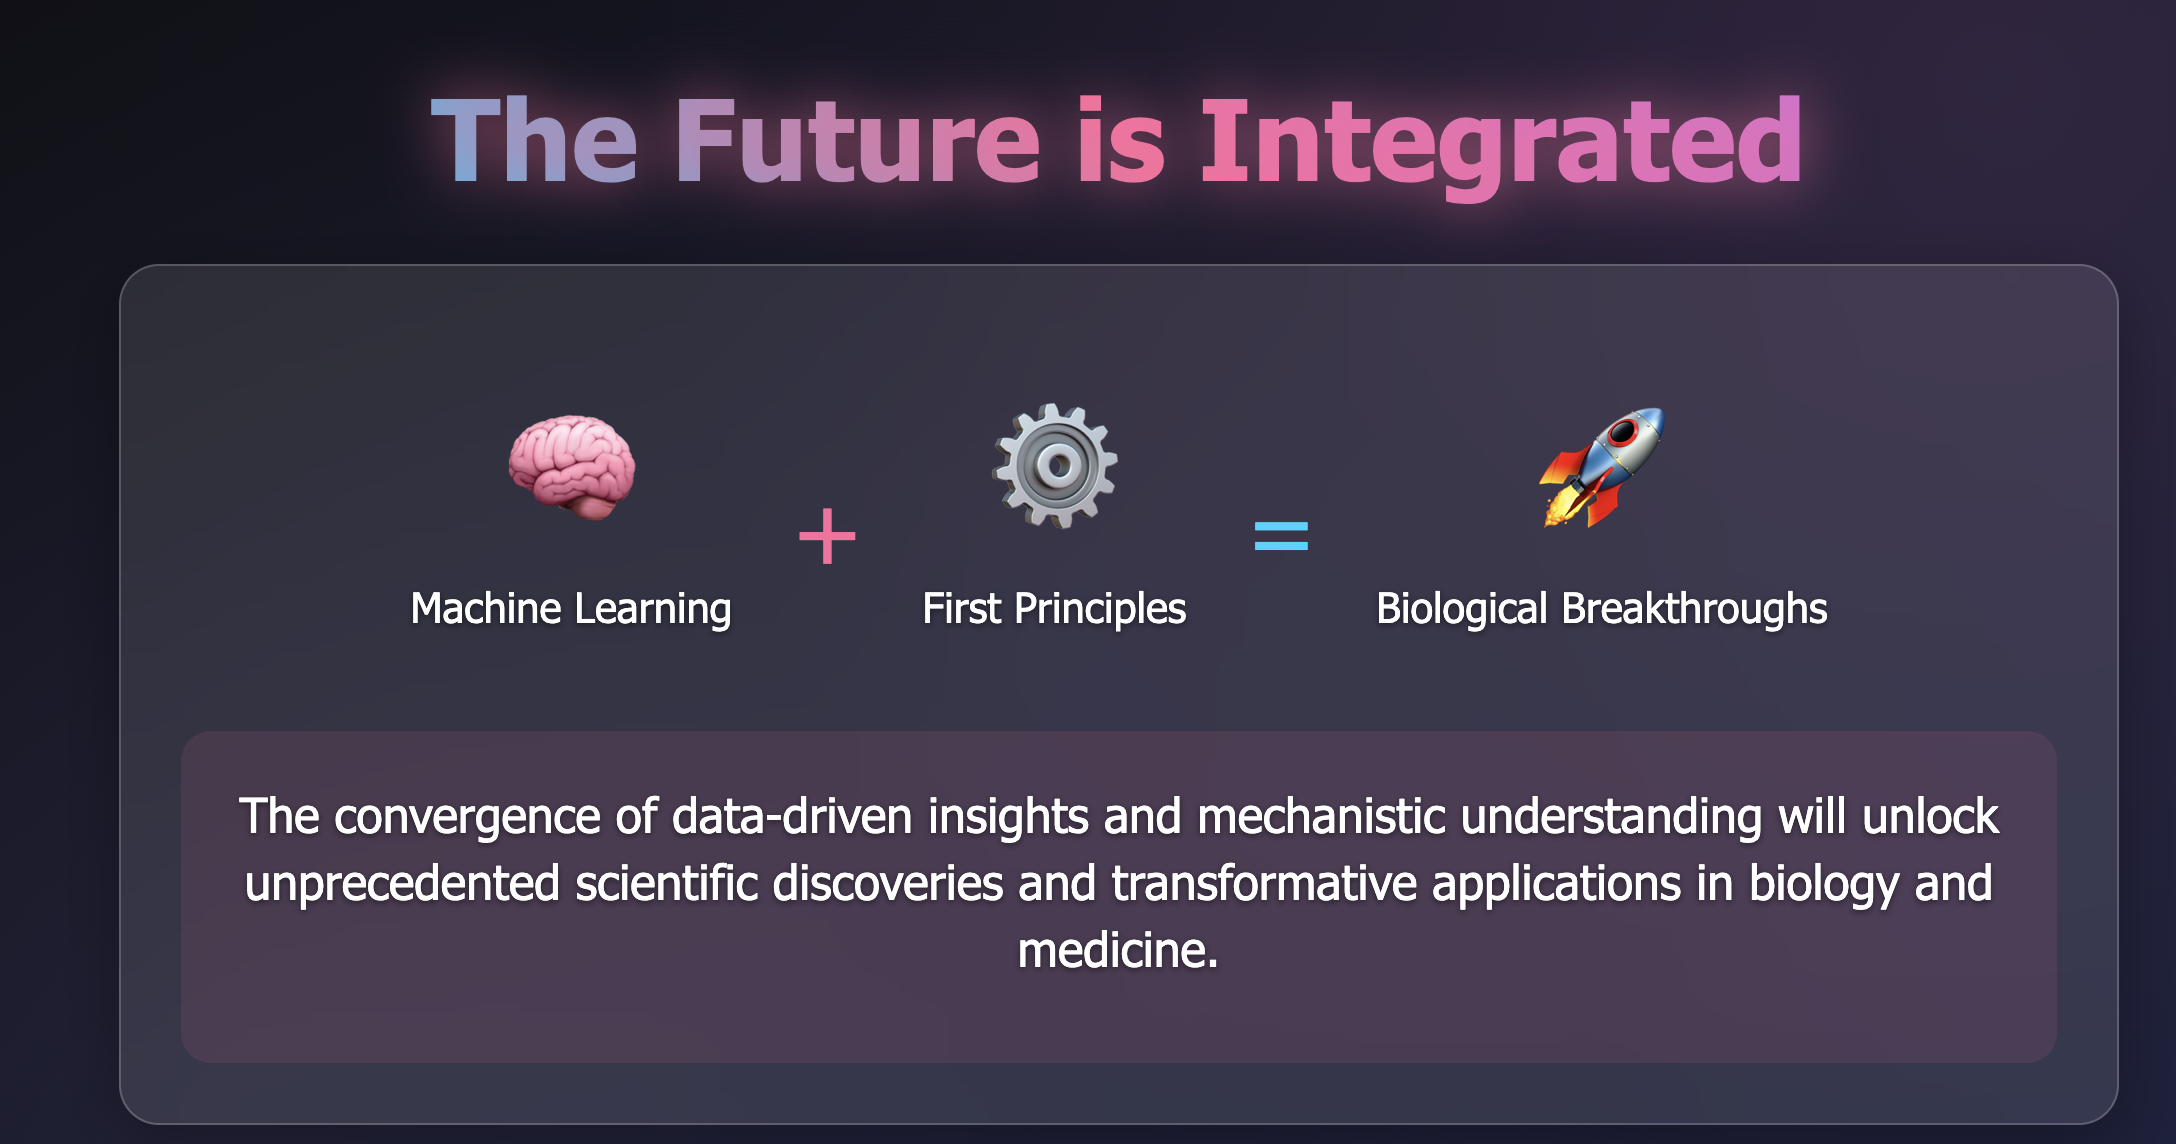 The Future is Integrated
+
=
Machine Learning
First Principles
Biological Breakthroughs
The convergence of data-driven insights and mechanistic understanding will unlock
unprecedented scientific discoveries and transformative applications in biology and
medicine.